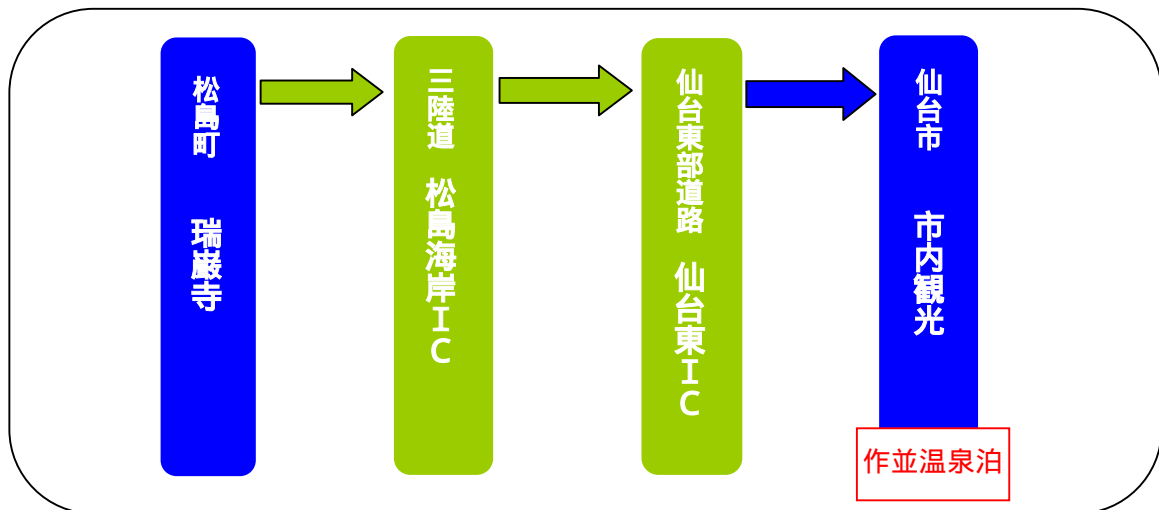 松島町　瑞巌寺
三陸道　松島海岸ＩＣ
仙台東部道路　仙台東ＩＣ
仙台市　市内観光
作並温泉泊